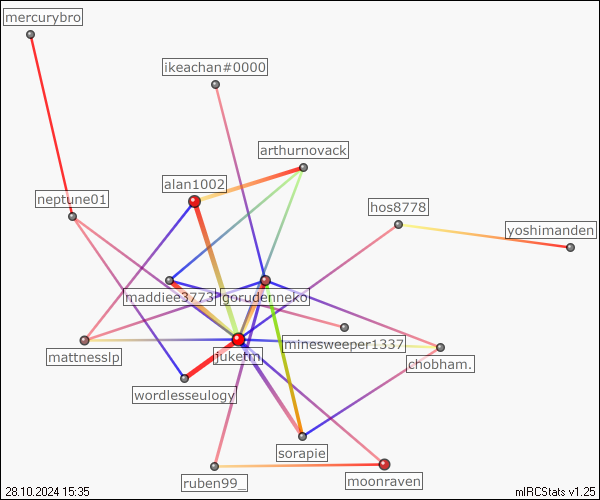 mercurybro
ikeachan#0000
arthurnovack
alan1002
neptune01
hos8778
yoshimanden
maddiee3773
gorudenneko
minesweeper1337
juketm
mattnesslp
chobham.
wordlesseulogy
sorapie
ruben99_
moonraven
28.10.2024 15:35
mIRCStats v1.25